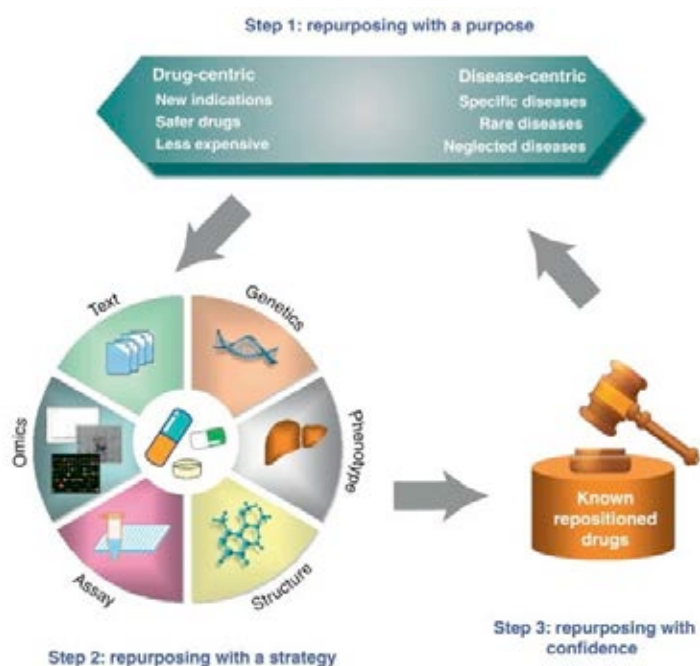 Step 1: repurposing with a purpose
Drug-centric
New indications
Safer drugs
Less expensive
Disease-centric
Specific diseases
Rare diseases
Neglected diseases
Text
Genetics
Omics
Phenotype
Assay
Structure
Known
repositioned
drugs
Step 2: repurposing with a strategy
Step 3: repurposing with
confidence